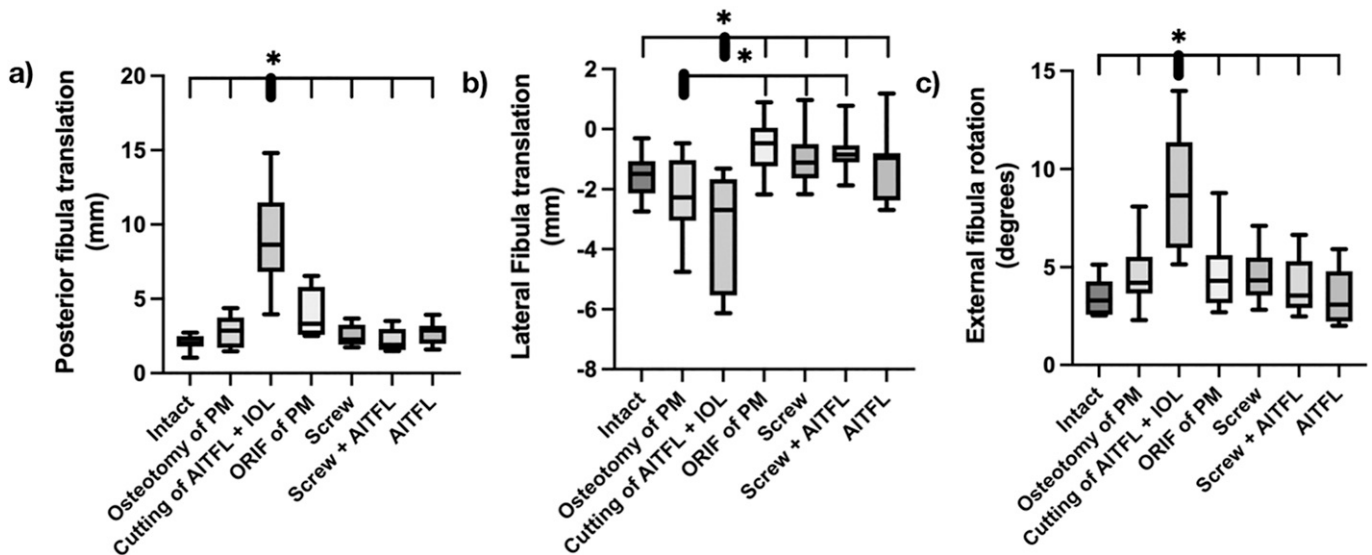 a)
Posterior fibula translation
(mm)
*
20
15
10
5
0
Intact
Osteotomy of PM
Cutting of AITFL + IOL
ORIF of PM
Screw
Screw + AITFL
AITFL
b)
Lateral Fibula translation
(mm)
*
*
2
0
-2
-4
-6
-8
Intact
Osteotomy of PM
Cutting of AITFL + IOL
ORIF of PM
Screw
Screw + AITFL
AITFL
c)
External fibula rotation
(degrees)
*
15
10
5
0
Intact
Osteotomy of PM
Cutting of AITFL + IOL
ORIF of PM
Screw
Screw + AITFL
AITFL